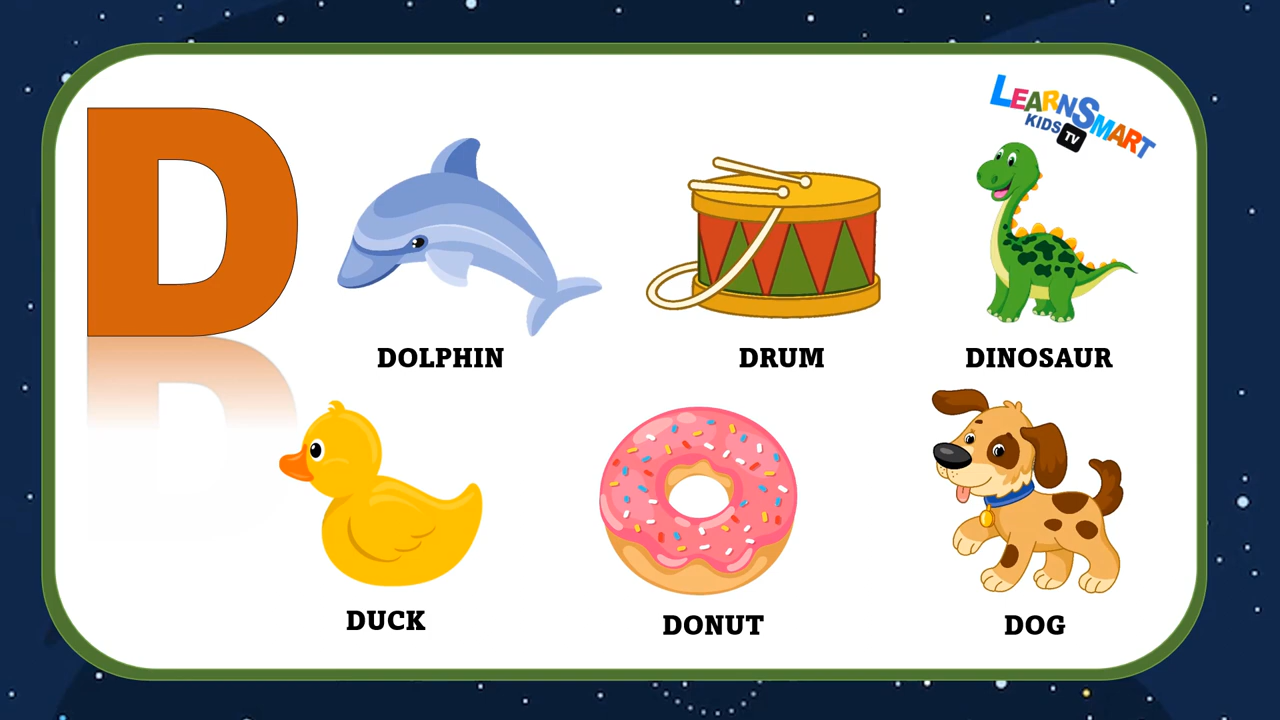 D
LEARNSMART
KIDS TV
DOLPHIN
DRUM
DINOSAUR
DUCK
DONUT
DOG